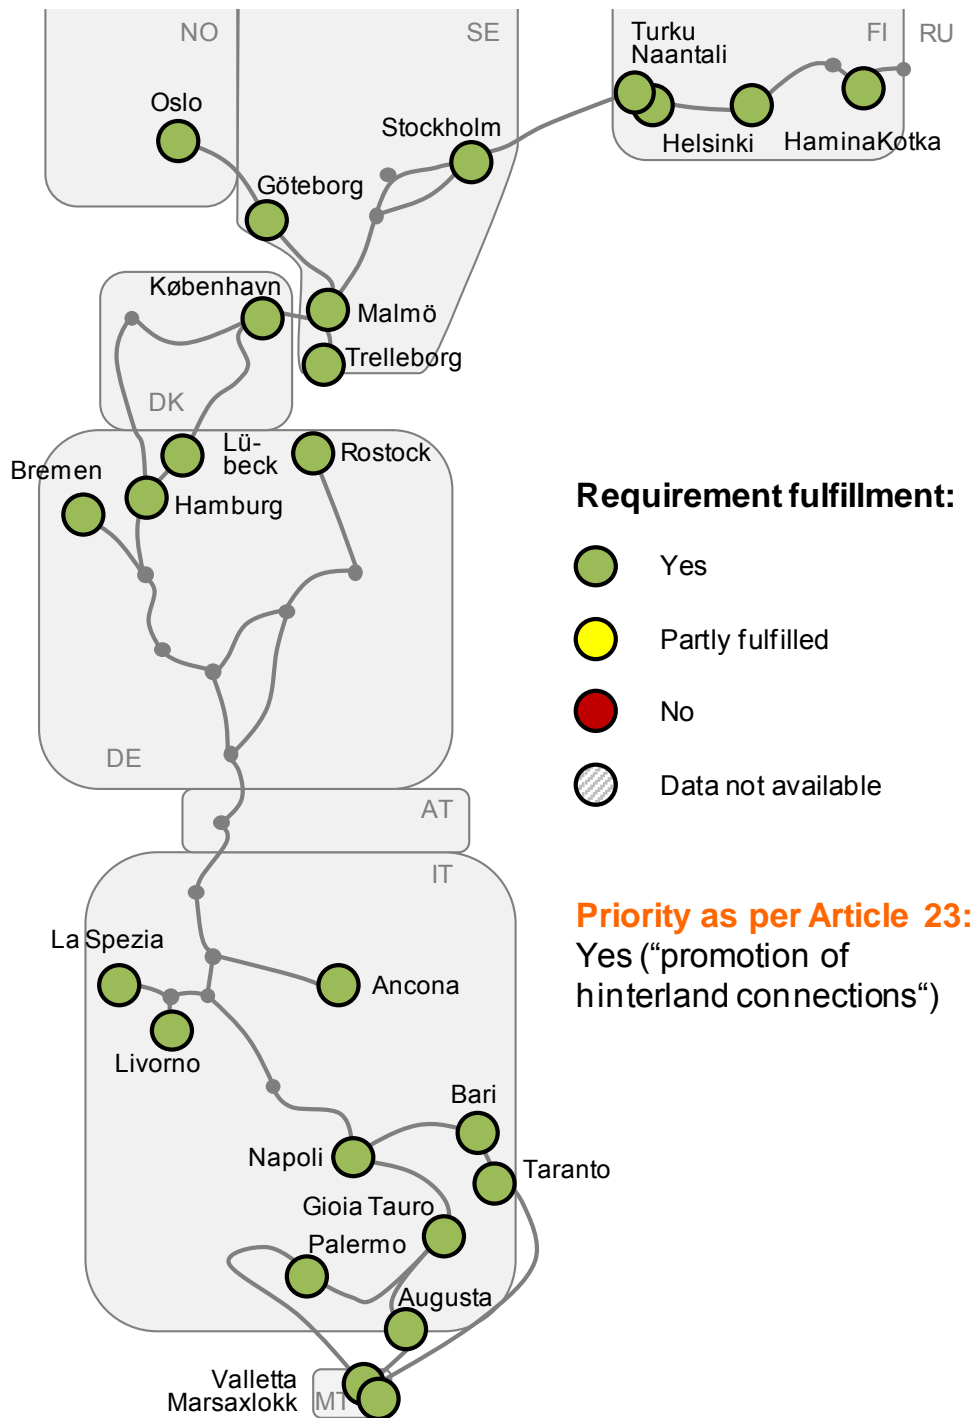 NO
SE
Turku
Naantali
FI
RU
Oslo
Stockholm
Helsinki
HaminaKotka
Göteborg
København
Malmö
Trelleborg
DK
Lü-
beck
Rostock
Bremen
Hamburg
DE
Requirement fulfillment:
Yes
Partly fulfilled
No
Data not available
AT
IT
Priority as per Article 23:
Yes (“promotion of
hinterland connections“)
La Spezia
Ancona
Livorno
Bari
Napoli
Taranto
Gioia Tauro
Palermo
Augusta
Valletta
Marsaxlokk
MT